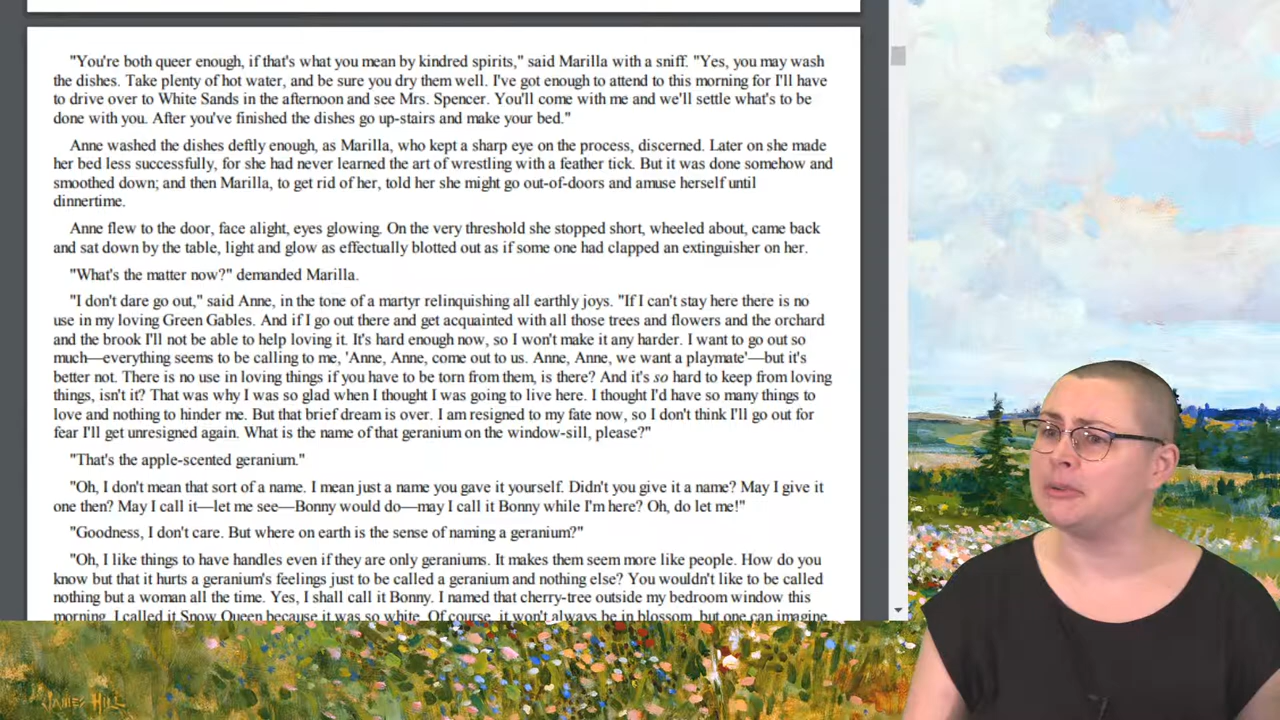 "You're both queer enough, if that's what you mean by kindred spirits," said Marilla with a sniff. "Yes, you may wash
the dishes. Take plenty of hot water, and be sure you dry them well. I've got enough to attend to this morning for I'll have
to drive over to White Sands in the afternoon and see Mrs. Spencer. You'll come with me and we'll settle what's to be
done with you. After you've finished the dishes go up-stairs and make your bed."
Anne washed the dishes deftly enough, as Marilla, who kept a sharp eye on the process, discerned. Later on she made
her bed less successfully, for she had never learned the art of wrestling with a feather tick. But it was done somehow and
smoothed down; and then Marilla, to get rid of her, told her she might go out-of-doors and amuse herself until
dinnertime.
Anne flew to the door, face alight, eyes glowing. On the very threshold she stopped short, wheeled about, came back
and sat down by the table, light and glow as effectually blotted out as if some one had clapped an extinguisher on her.
"What's the matter now?" demanded Marilla.
"I don't dare go out," said Anne, in the tone of a martyr relinquishing all earthly joys. "If I can't stay here there is no
use in my loving Green Gables. And if I go out there and get acquainted with all those trees and flowers and the orchard
and the brook I'll not be able to help loving it. It's hard enough now, so I won't make it any harder. I want to go out so
much—everything seems to be calling to me, 'Anne, Anne, come out to us. Anne, Anne, we want a playmate'—but it's
better not. There is no use in loving things if you have to be torn from them, is there? And it's so hard to keep from loving
things, isn't it? That was why I was so glad when I thought I was going to live here. I thought I'd have so many things to
love and nothing to hinder me. But that brief dream is over. I am resigned to my fate now, so I don't think I'll go out for
fear I'll get unresigned again. What is the name of that geranium on the window-sill, please?"
"That's the apple-scented geranium."
"Oh, I don't mean that sort of a name. I mean just a name you gave it yourself. Didn't you give it a name? May I give it
one then? May I call it—let me see—Bonny would do—may I call it Bonny while I'm here? Oh, do let me!"
"Goodness, I don't care. But where on earth is the sense of naming a geranium?"
"Oh, I like things to have handles even if they are only geraniums. It makes them seem more like people. How do you
know but that it hurts a geranium's feelings just to be called a geranium and nothing else? You wouldn't like to be called
nothing but a woman all the time. Yes, I shall call it Bonny. I named that cherry-tree outside my bedroom window this
morning. I called it Snow Queen because it was so white. Of course, it won't always be in blossom, but one can imagine
JAMES HILL